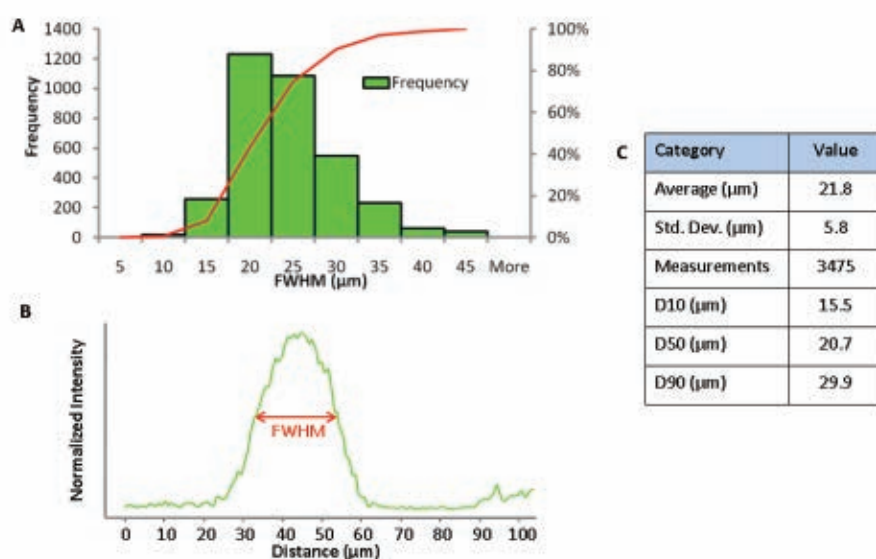 A
1400
1200
1000
800
600
400
200
0
Frequency
Frequency
100%
80%
60%
40%
20%
0%
5 10 15 20 25 30 35 40 45 More
FWHM (µm)
B
Normalized Intensity
FWHM
0 10 20 30 40 50 60 70 80 90 100
Distance (µm)
C
Category Value
Average (µm) 21.8
Std. Dev. (µm) 5.8
Measurements 3475
D10 (µm) 15.5
D50 (µm) 20.7
D90 (µm) 29.9